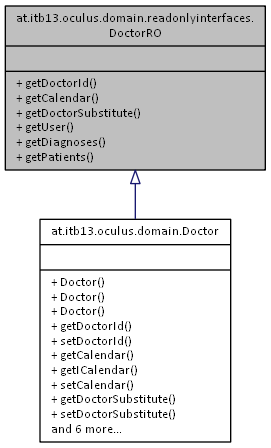 at.itb13.oculus.domain.readonlyinterfaces.
DoctorRO
+ getDoctorId()
+ getCalendar()
+ getDoctorSubstitute()
+ getUser()
+ getDiagnoses()
+ getPatients()
at.itb13.oculus.domain.Doctor
+ Doctor()
+ Doctor()
+ Doctor()
+ getDoctorId()
+ setDoctorId()
+ getCalendar()
+ getICalendar()
+ setCalendar()
+ getDoctorSubstitute()
+ setDoctorSubstitute()
and 6 more...